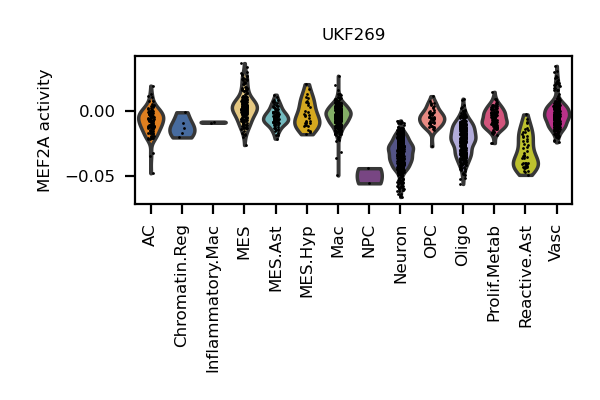 UKF269
MEF2A activity
0.00
−0.05
AC
Chromatin.Reg
Inflammatory.Mac
MES
MES.Ast
MES.Hyp
Mac
NPC
Neuron
OPC
Oligo
Prolif.Metab
Reactive.Ast
Vasc